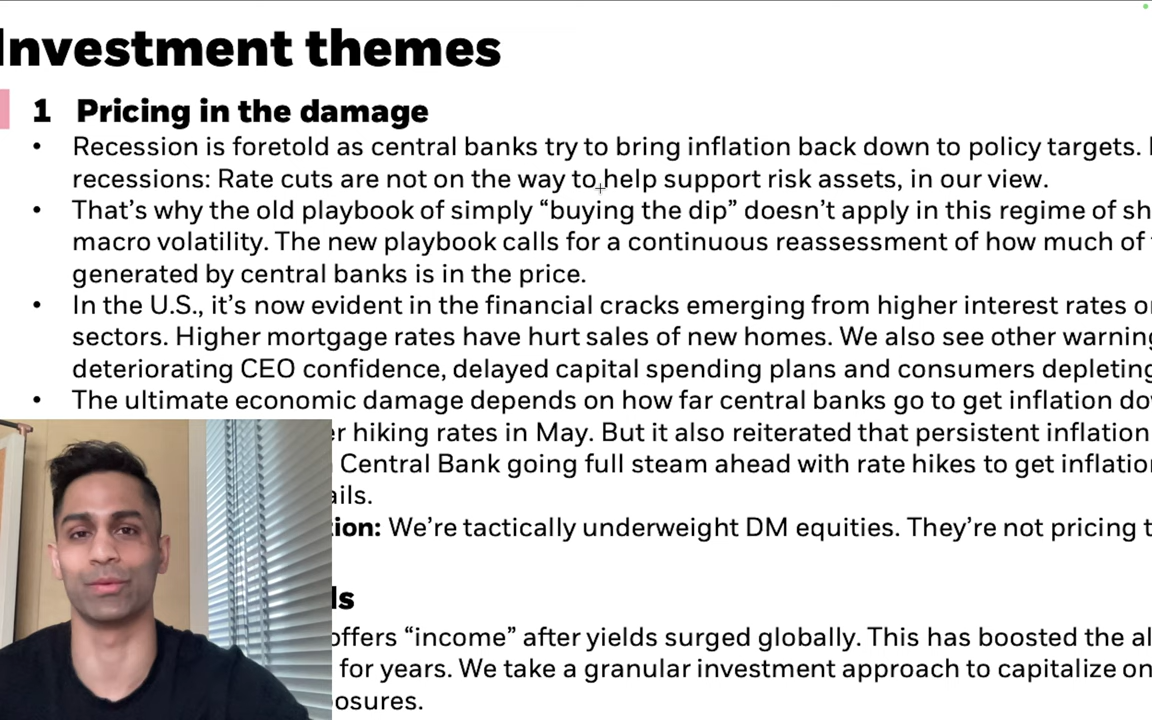 Investment themes
1 Pricing in the damage
• Recession is foretold as central banks try to bring inflation back down to policy targets.
recessions: Rate cuts are not on the way to help support risk assets, in our view.
• That’s why the old playbook of simply “buying the dip” doesn’t apply in this regime of sh
macro volatility. The new playbook calls for a continuous reassessment of how much of
generated by central banks is in the price.
• In the U.S., it’s now evident in the financial cracks emerging from higher interest rates o
sectors. Higher mortgage rates have hurt sales of new homes. We also see other warning
deteriorating CEO confidence, delayed capital spending plans and consumers depleting
• The ultimate economic damage depends on how far central banks go to get inflation do
er hiking rates in May. But it also reiterated that persistent inflation
Central Bank going full steam ahead with rate hikes to get inflatio
ails.
tion: We’re tactically underweight DM equities. They’re not pricing t
ls
offers “income” after yields surged globally. This has boosted the al
for years. We take a granular investment approach to capitalize on
osures.